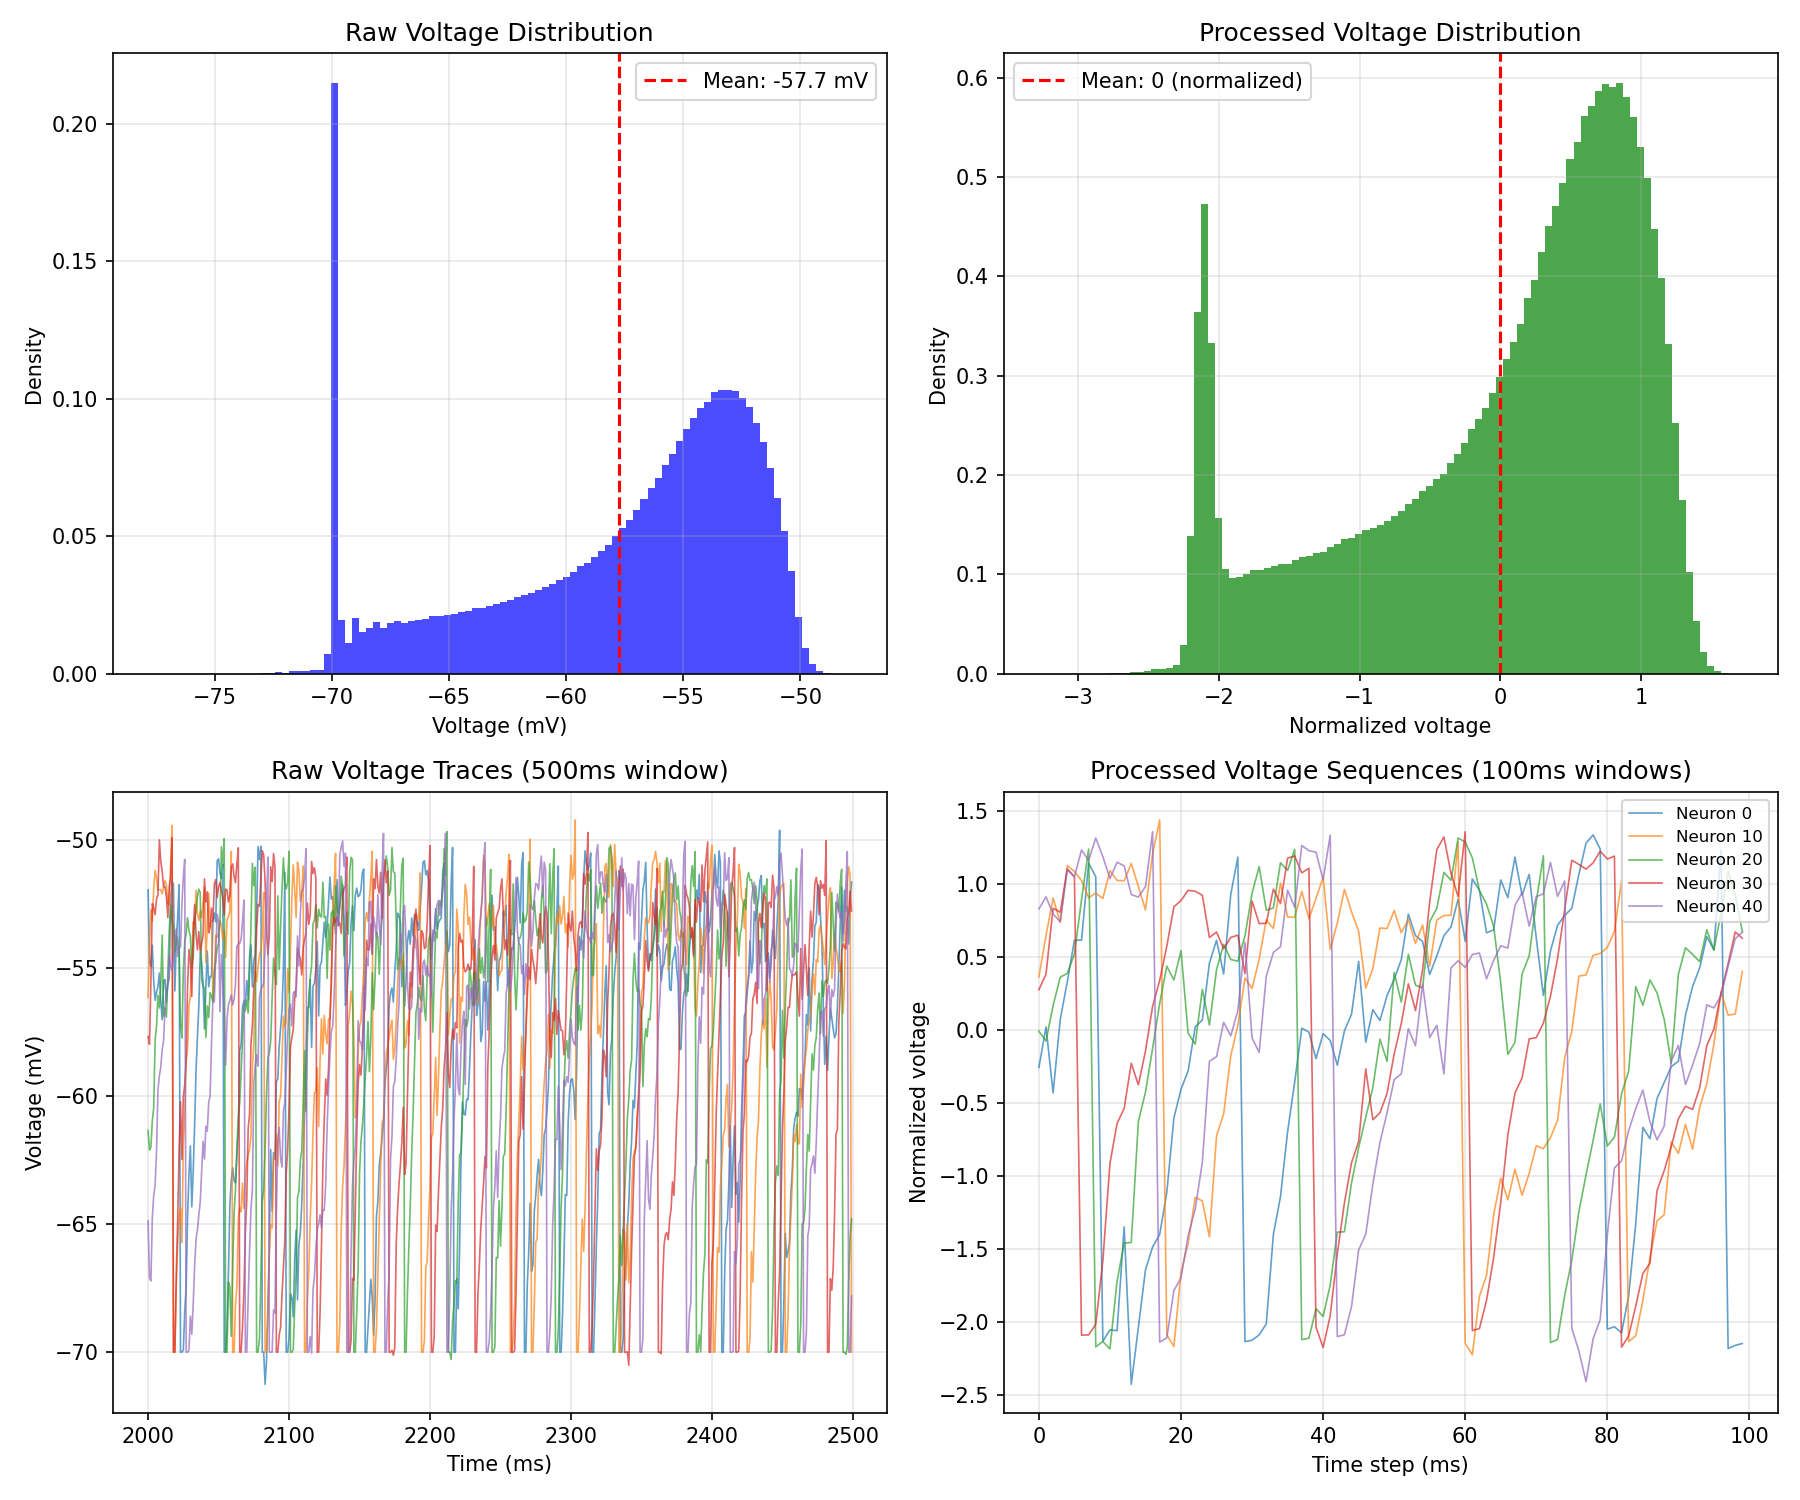 Raw Voltage Distribution
Density
0.20
0.15
0.10
0.05
0.00
Mean: -57.7 mV
−75 −70 −65 −60 −55 −50
Voltage (mV)
Processed Voltage Distribution
Density
0.6
0.5
0.4
0.3
0.2
0.1
0.0
Mean: 0 (normalized)
−3 −2 −1 0 1
Normalized voltage
Raw Voltage Traces (500ms window)
Voltage (mV)
−50
−55
−60
−65
−70
2000 2100 2200 2300 2400 2500
Time (ms)
Processed Voltage Sequences (100ms windows)
Normalized voltage
1.5
1.0
0.5
0.0
−0.5
−1.0
−1.5
−2.0
−2.5
Neuron 0
Neuron 10
Neuron 20
Neuron 30
Neuron 40
0 20 40 60 80 100
Time step (ms)